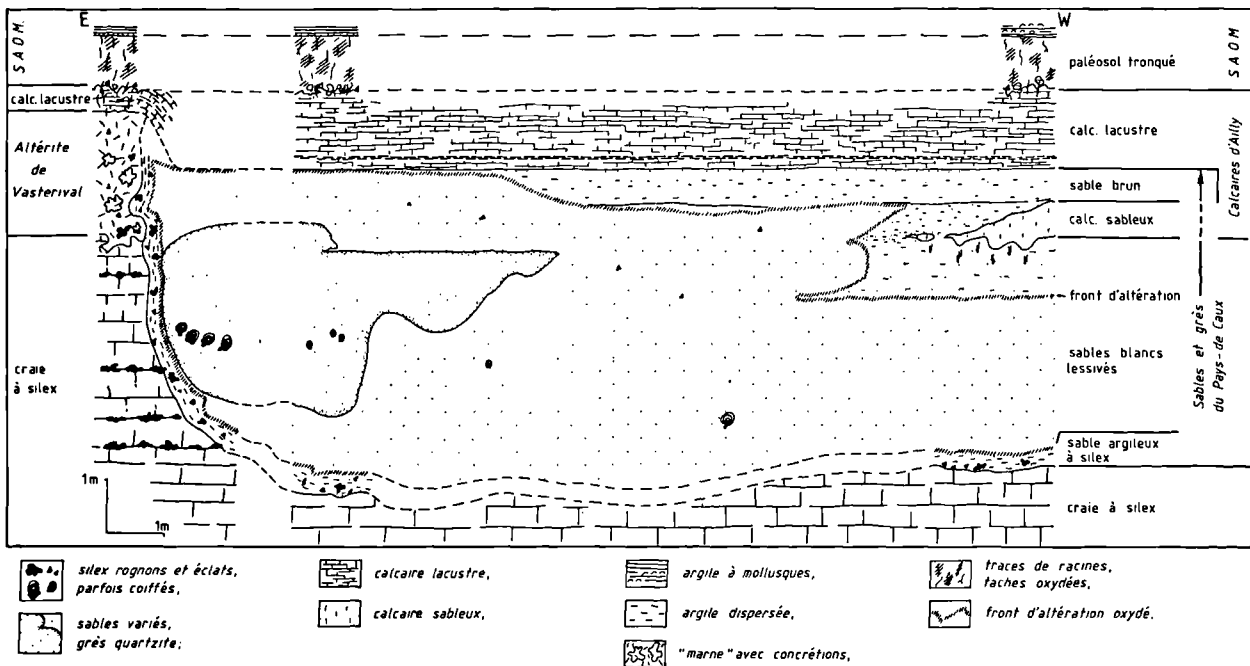 E
W
S.A.O.M.
calc. lacustre
Altérite
de
Vasterival
craie
à silex
1m
1m
paléosol tronqué
calc. lacustre
sable brun
calc. sableux
front d'altération
sables blancs
lessivés
sable argileux
à silex
craie à silex
S A O M
Calcaires d'Ailly
Sables et grès
du Pays-de Caux
silex rognons et éclats,
parfois coiffés,
sables variés,
grès quartzite;
calcaire lacustre,
calcaire sableux,
argile à mollusques,
argile dispersée,
"marne" avec concrétions,
traces de racines,
taches oxydées,
front d'altération oxydé.